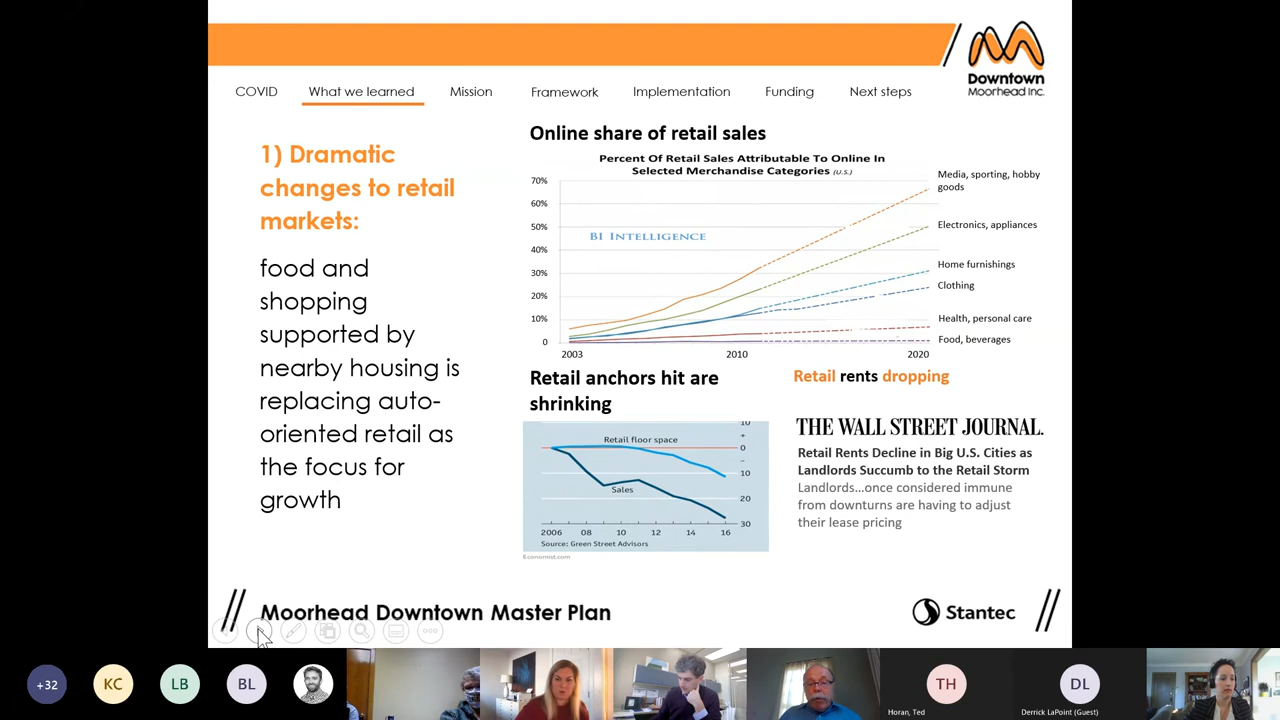 Downtown
Moorhead Inc.
COVID
What we learned
Mission
Framework
Implementation
Funding
Next steps
1) Dramatic
changes to retail
markets:
food and
shopping
supported by
nearby housing is
replacing auto-
oriented retail as
the focus for
growth
Online share of retail sales
Percent Of Retail Sales Attributable To Online In
Selected Merchandise Categories (U.S.)
70%
60%
50%
40%
30%
20%
10%
0
BI INTELLIGENCE
2003
2010
2020
Media, sporting, hobby
goods
Electronics, appliances
Home furnishings
Clothing
Health, personal care
Food, beverages
Retail anchors hit are
shrinking
10
+
0
–
10
20
30
Retail floor space
Sales
2006 08 10 12 14 16
Source: Green Street Advisors
Economist.com
Retail rents dropping
THE WALL STREET JOURNAL.
Retail Rents Decline in Big U.S. Cities as
Landlords Succumb to the Retail Storm
Landlords...once considered immune
from downturns are having to adjust
their lease pricing
Moorhead Downtown Master Plan
Stantec
+32
KC
LB
BL
TH
Horan, Ted
DL
Derrick LaPoint (Guest)